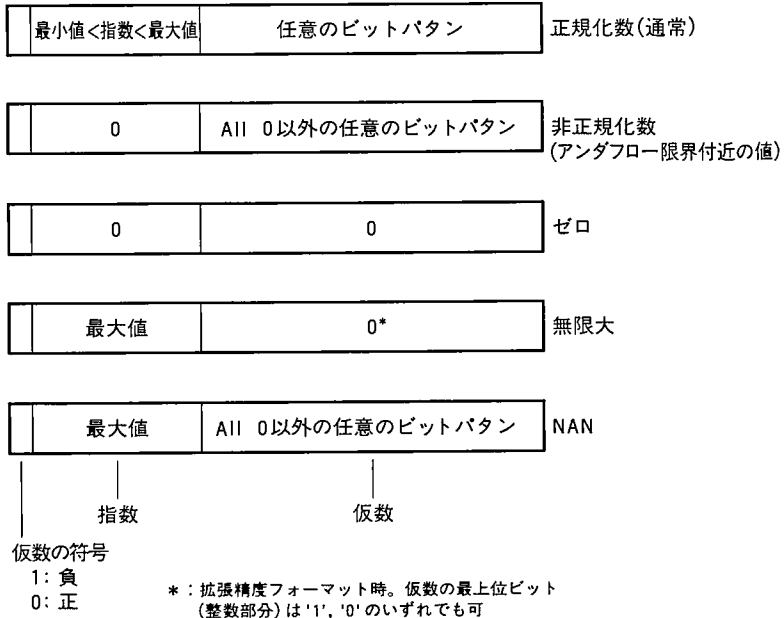 最小値<指数<最大値 任意のビットパタン 正規化数(通常)
0 All 0以外の任意のビットパタン 非正規化数
(アンダフロー限界付近の値)
0 0 ゼロ
最大値 0* 無限大
最大値 All 0以外の任意のビットパタン NAN
指数 仮数
仮数の符号
1: 負
0: 正
*:拡張精度フォーマット時。仮数の最上位ビット
(整数部分)は'1', '0'のいずれでも可